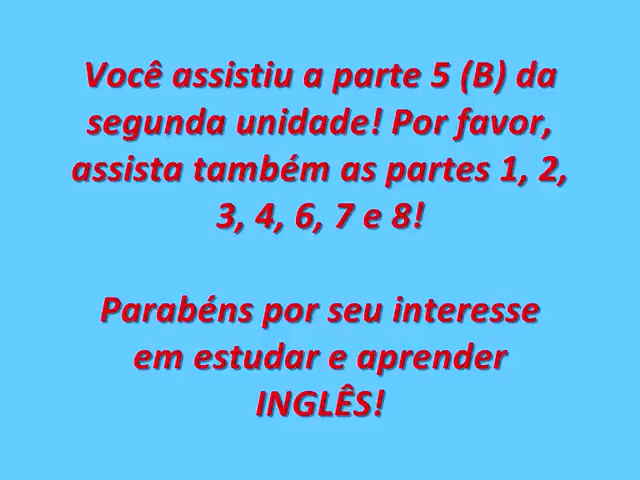 Você assistiu a parte 5 (B) da
segunda unidade! Por favor,
assista também as partes 1, 2,
3, 4, 6, 7 e 8!
Parabéns por seu interesse
em estudar e aprender
INGLÊS!